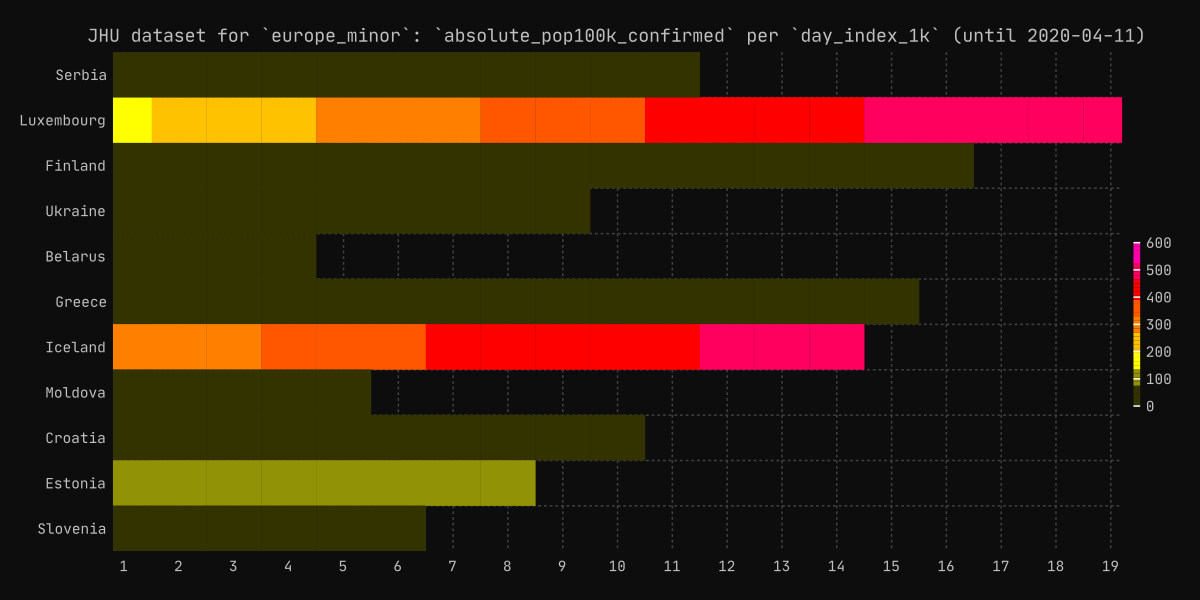 JHU dataset for `europe_minor`: `absolute_pop100k_confirmed` per `day_index_1k` (until 2020-04-11)
Serbia
Luxembourg
Finland
Ukraine
Belarus
Greece
Iceland
Moldova
Croatia
Estonia
Slovenia
1 2 3 4 5 6 7 8 9 10 11 12 13 14 15 16 17 18 19
600
500
400
300
200
100
0